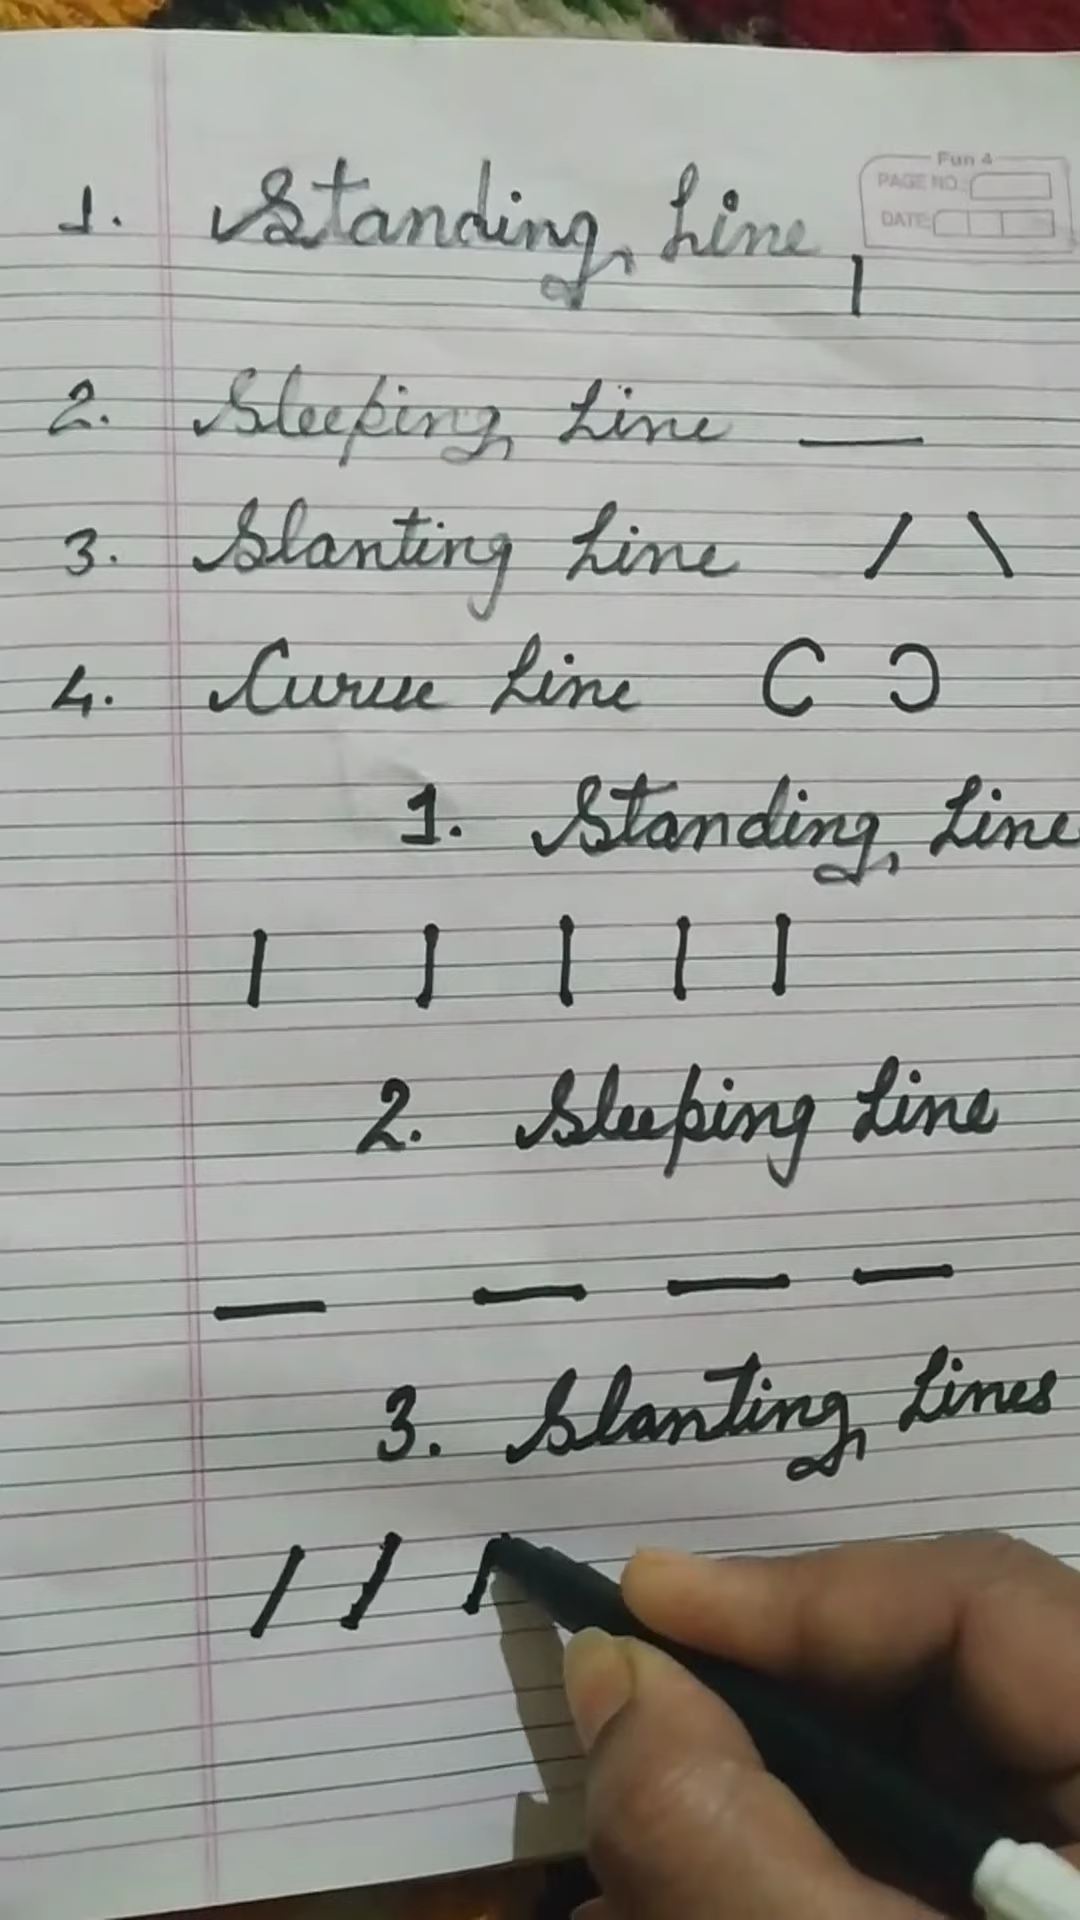 Fun 4
PAGE NO.:
DATE:
1. Standing Line |
2. Sleeping Line —
3. Slanting Line / \
4. Curve Line C Ɔ
1. Standing Line
| | | | |
2. Sleeping Line
— — — —
3. Slanting Lines
/ / /